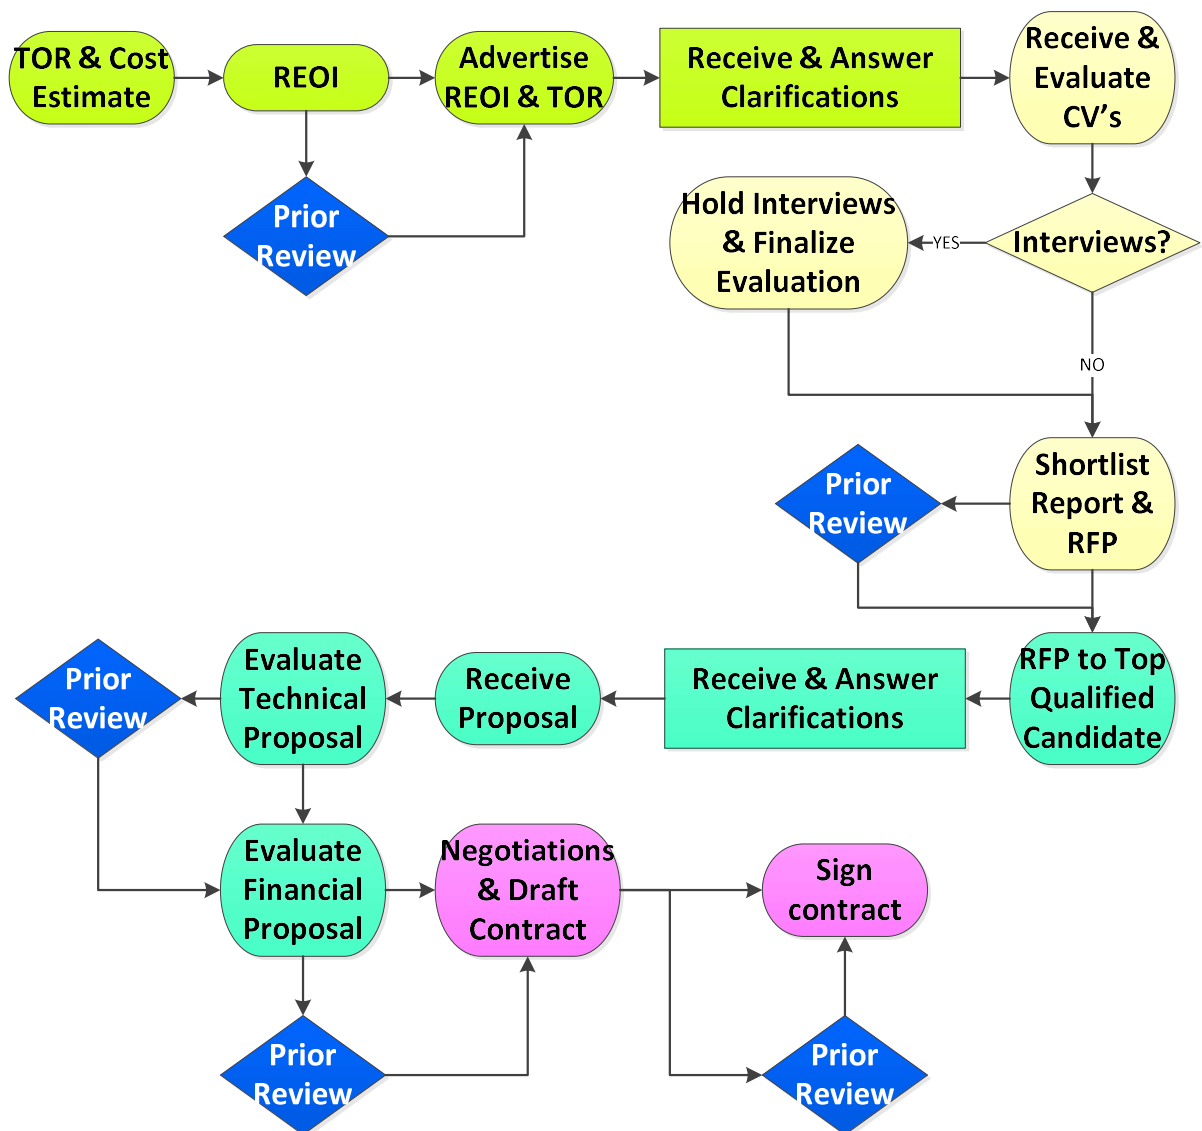 TOR & Cost
Estimate
REOI
Advertise
REOI & TOR
Receive & Answer
Clarifications
Receive &
Evaluate
CV's
Prior
Review
Hold Interviews
& Finalize
Evaluation
YES
Interviews?
NO
Shortlist
Report &
RFP
Prior
Review
RFP to Top
Qualified
Candidate
Receive & Answer
Clarifications
Receive
Proposal
Evaluate
Technical
Proposal
Prior
Review
Evaluate
Financial
Proposal
Negotiations
& Draft
Contract
Sign
contract
Prior
Review
Prior
Review